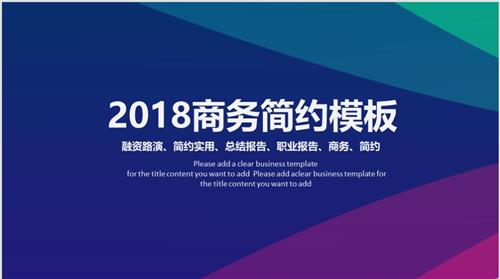 2018商务简约模板
融资路演、简约实用、总结报告、职业报告、商务、简约
Please add a clear business template
for the title content you want to add  Please add aclear business template for
the title content you want to add